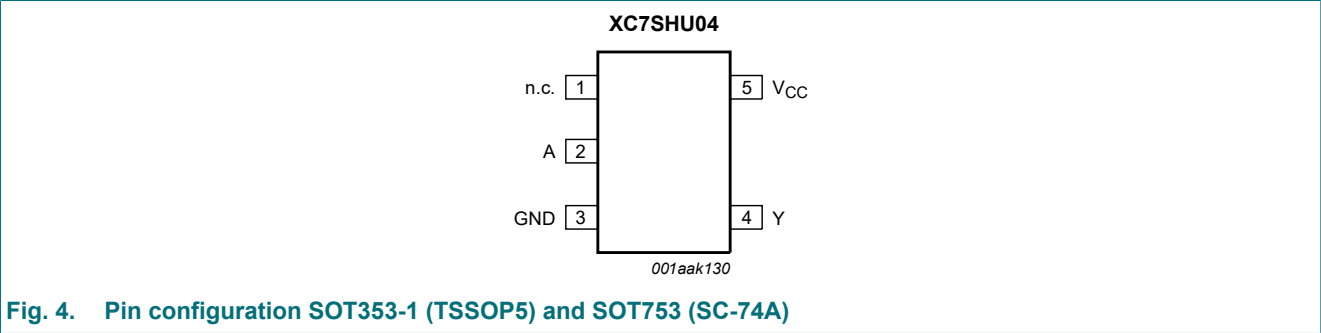 XC7SHU04
n.c. 1
5 VCC
A 2
GND 3
4 Y
001aak130
Fig. 4. Pin configuration SOT353-1 (TSSOP5) and SOT753 (SC-74A)